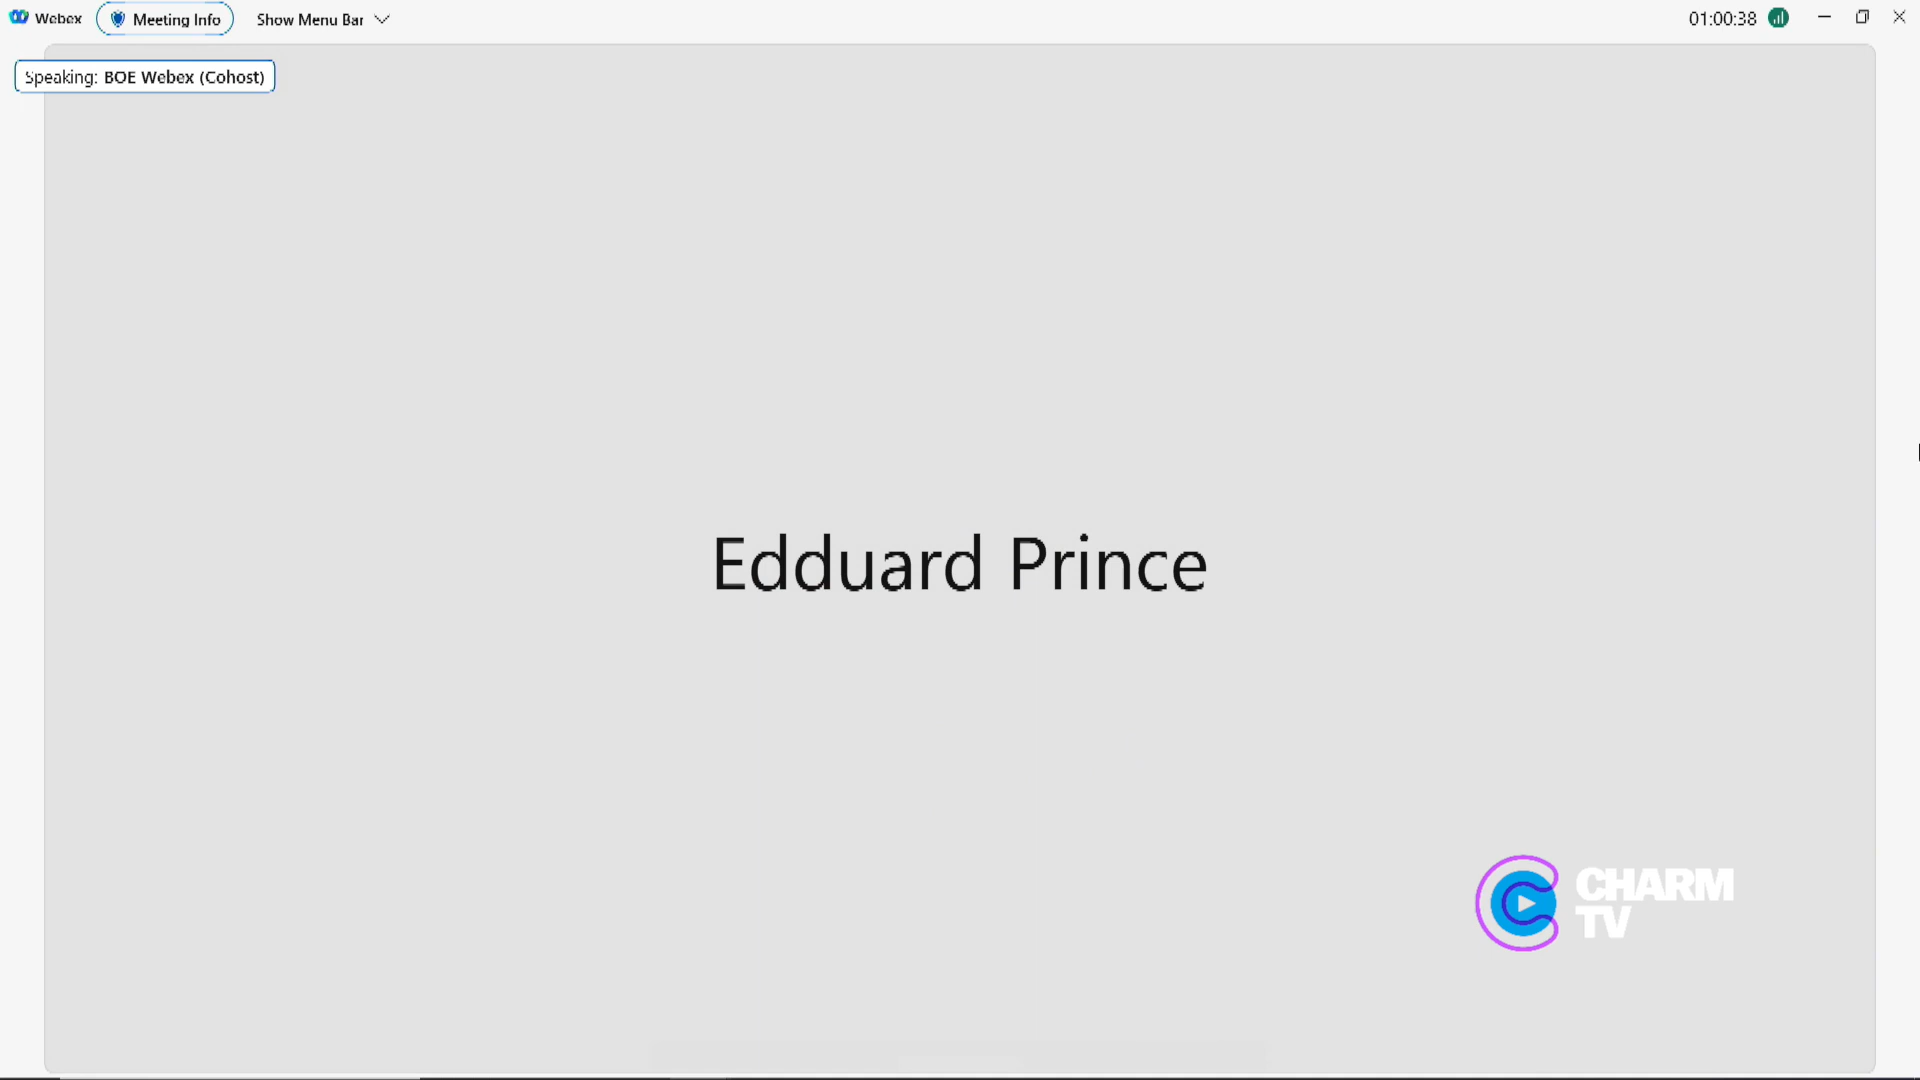 Webex
Meeting Info
Show Menu Bar
01:00:38
Speaking: BOE Webex (Cohost)
Edduard Prince
CHARM
TV